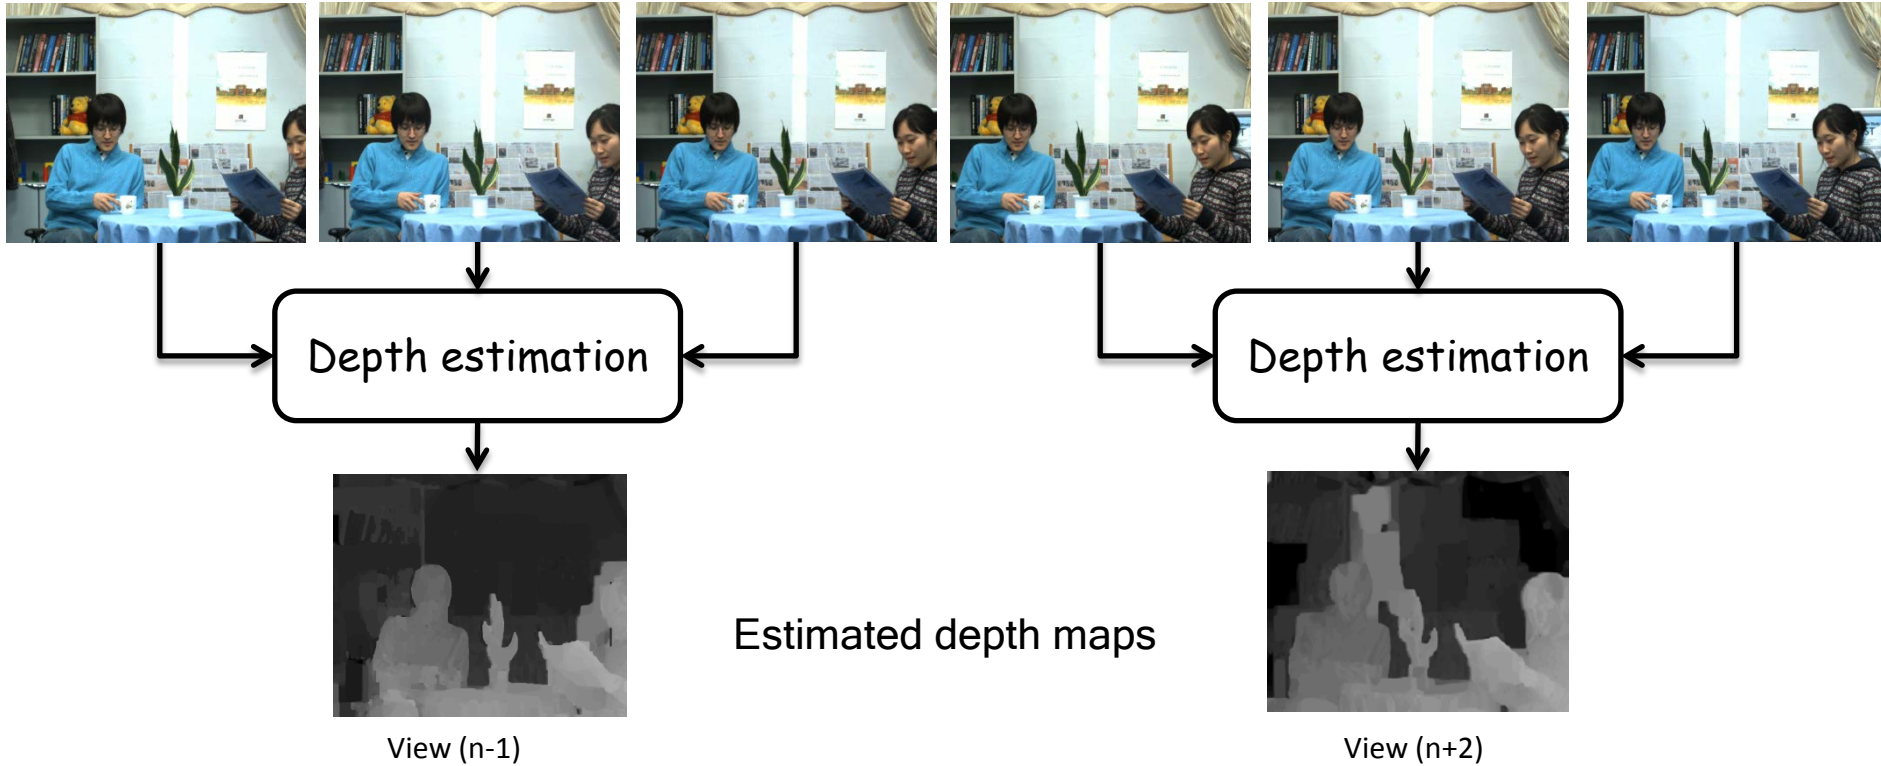 Depth estimation
Depth estimation
Estimated depth maps
View (n-1)
View (n+2)